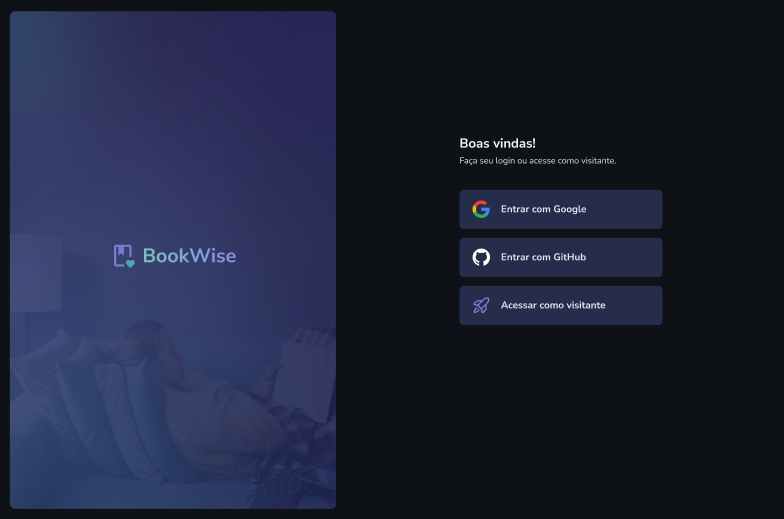 BookWise
Boas vindas!
Faça seu login ou acesse como visitante.
Entrar com Google
Entrar com GitHub
Acessar como visitante